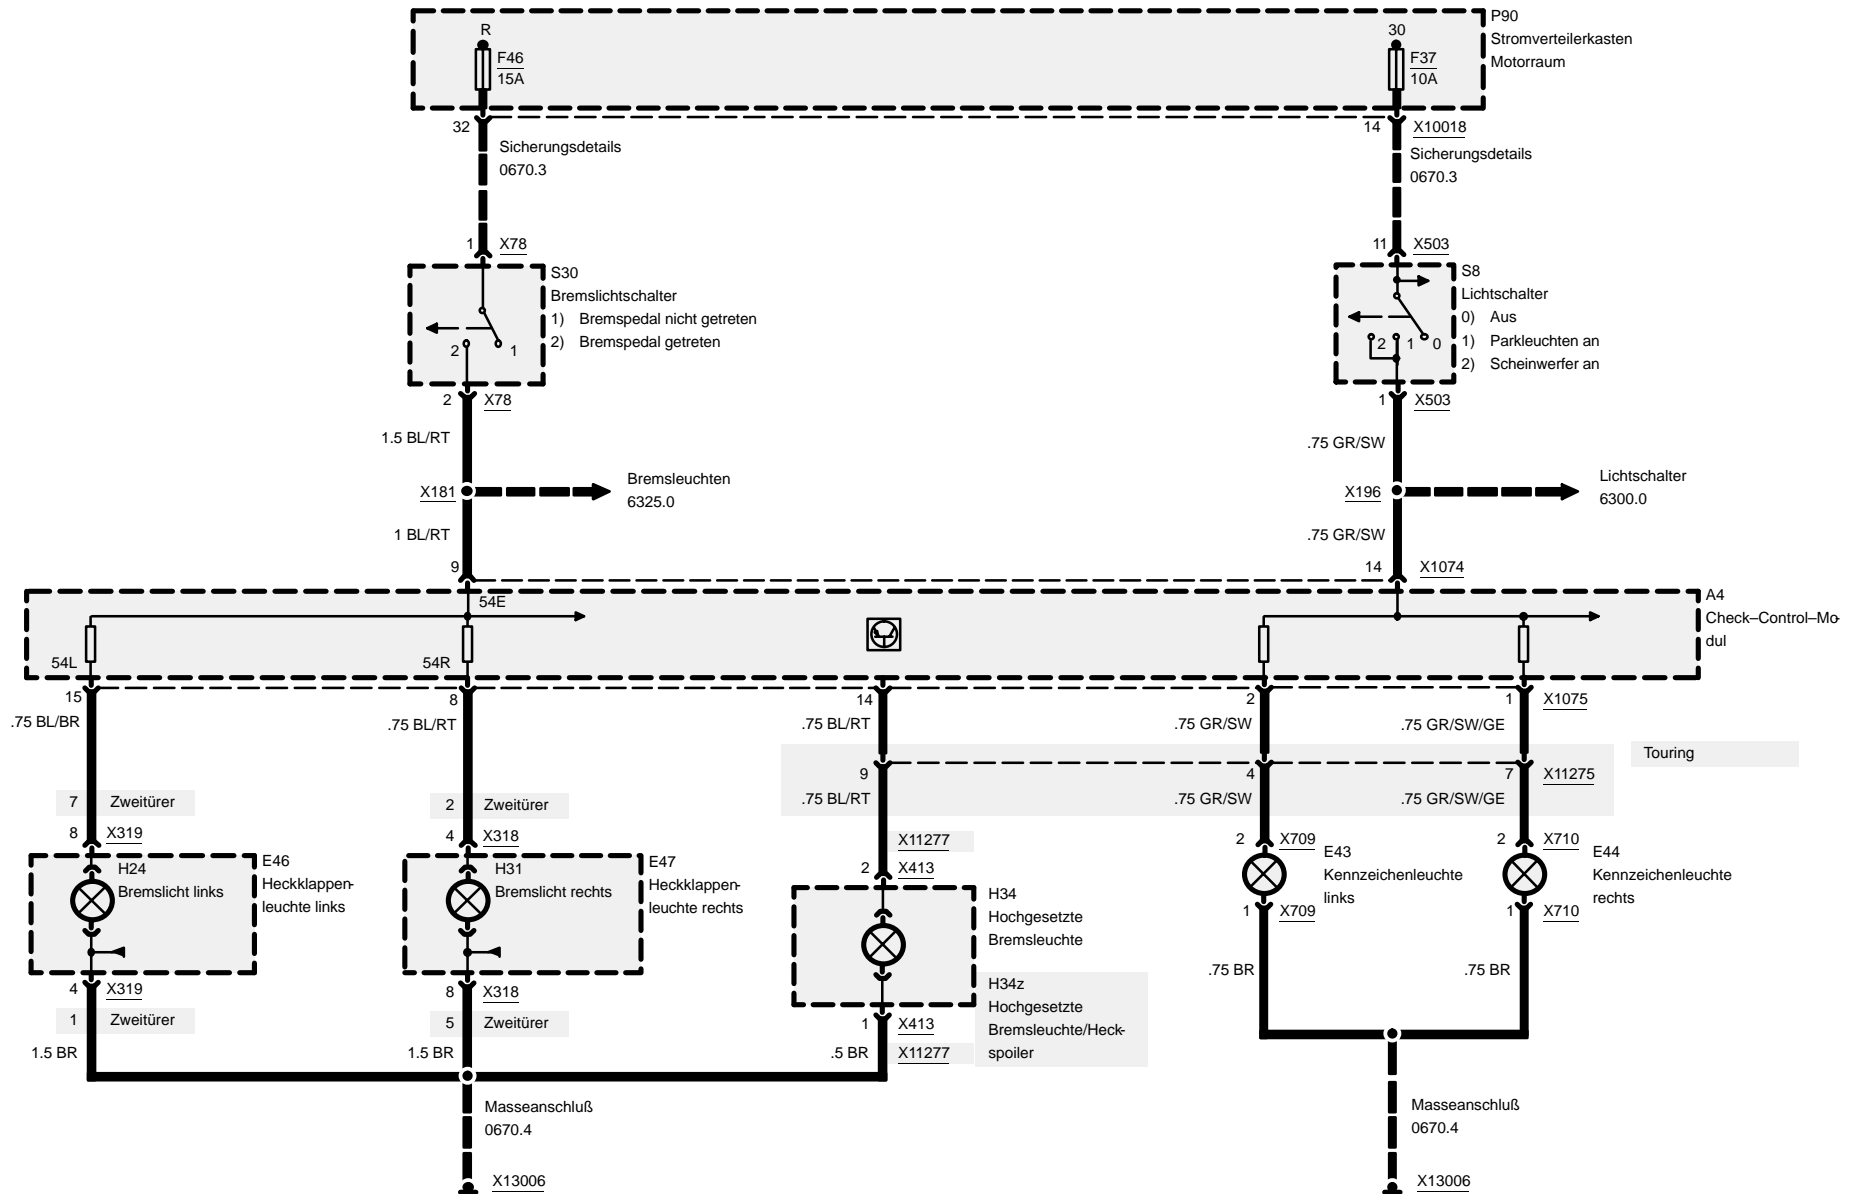 P90
Stromverteilerkasten
Motorraum
R
30
F46
15A
F37
10A
32
14
X10018
Sicherungsdetails
0670.3
Sicherungsdetails
0670.3
1
X78
11
X503
S30
Bremslichtschalter
1) Bremspedal nicht getreten
2) Bremspedal getreten
2
1
S8
Lichtschalter
0) Aus
1) Parkleuchten an
2) Scheinwerfer an
2
1
0
2
X78
1
X503
1.5 BL/RT
.75 GR/SW
X181
Bremsleuchten
6325.0
X196
Lichtschalter
6300.0
1 BL/RT
.75 GR/SW
9
14
X1074
54E
A4
Check–Control–Mo-
dul
54L
54R
15
8
14
2
1
X1075
.75 BL/BR
.75 BL/RT
.75 BL/RT
.75 GR/SW
.75 GR/SW/GE
Touring
9
4
7
X11275
.75 BL/RT
.75 GR/SW
.75 GR/SW/GE
7
Zweitürer
2
Zweitürer
8
X319
4
X318
X11277
2
X413
2
X709
2
X710
H24
Bremslicht links
E46
Heckklappen-
leuchte links
H31
Bremslicht rechts
E47
Heckklappen-
leuchte rechts
H34
Hochgesetzte
Bremsleuchte
E43
Kennzeichenleuchte
links
E44
Kennzeichenleuchte
rechts
1
X709
1
X710
4
X319
8
X318
1
Zweitürer
5
Zweitürer
H34z
Hochgesetzte
Bremsleuchte/Heck-
spoiler
1
X413
X11277
.75 BR
.75 BR
1.5 BR
1.5 BR
.5 BR
Masseanschluß
0670.4
Masseanschluß
0670.4
X13006
X13006